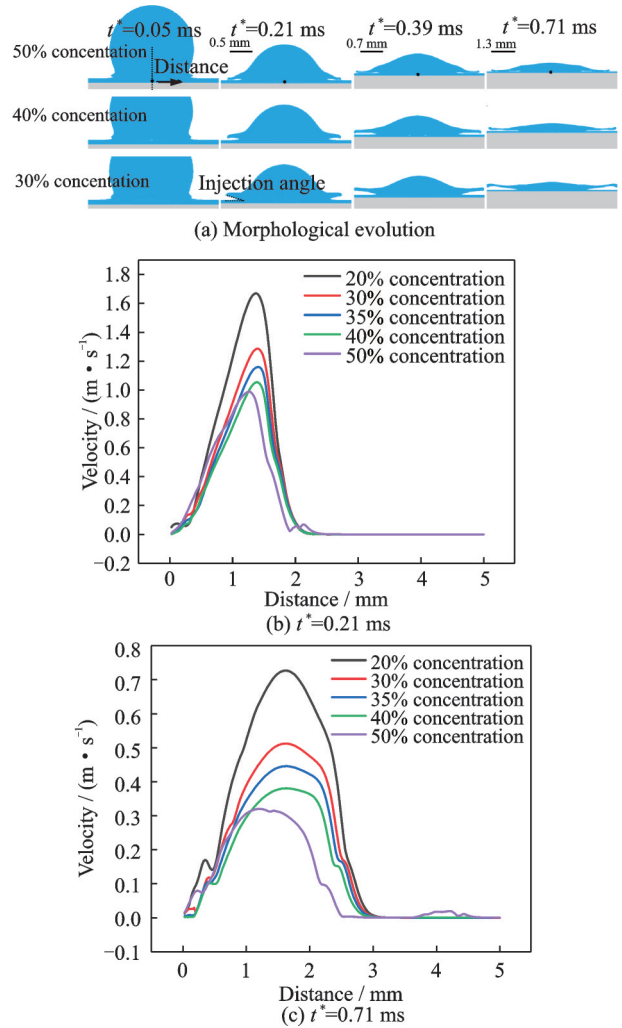 t*=0.05 ms
t*=0.21 ms
t*=0.39 ms
t*=0.71 ms
0.5 mm
0.7 mm
1.3 mm
50% concentation
Distance
40% concentation
30% concentation
Injection angle
(a) Morphological evolution
1.8
1.6
1.4
1.2
1.0
0.8
0.6
0.4
0.2
0.0
−0.2
Velocity / (m • s⁻¹)
20% concentration
30% concentration
35% concentration
40% concentration
50% concentration
0 1 2 3 4 5
Distance / mm
(b) t*=0.21 ms
0.8
0.7
0.6
0.5
0.4
0.3
0.2
0.1
0.0
−0.1
Velocity / (m • s⁻¹)
20% concentration
30% concentration
35% concentration
40% concentration
50% concentration
0 1 2 3 4 5
Distance / mm
(c) t*=0.71 ms